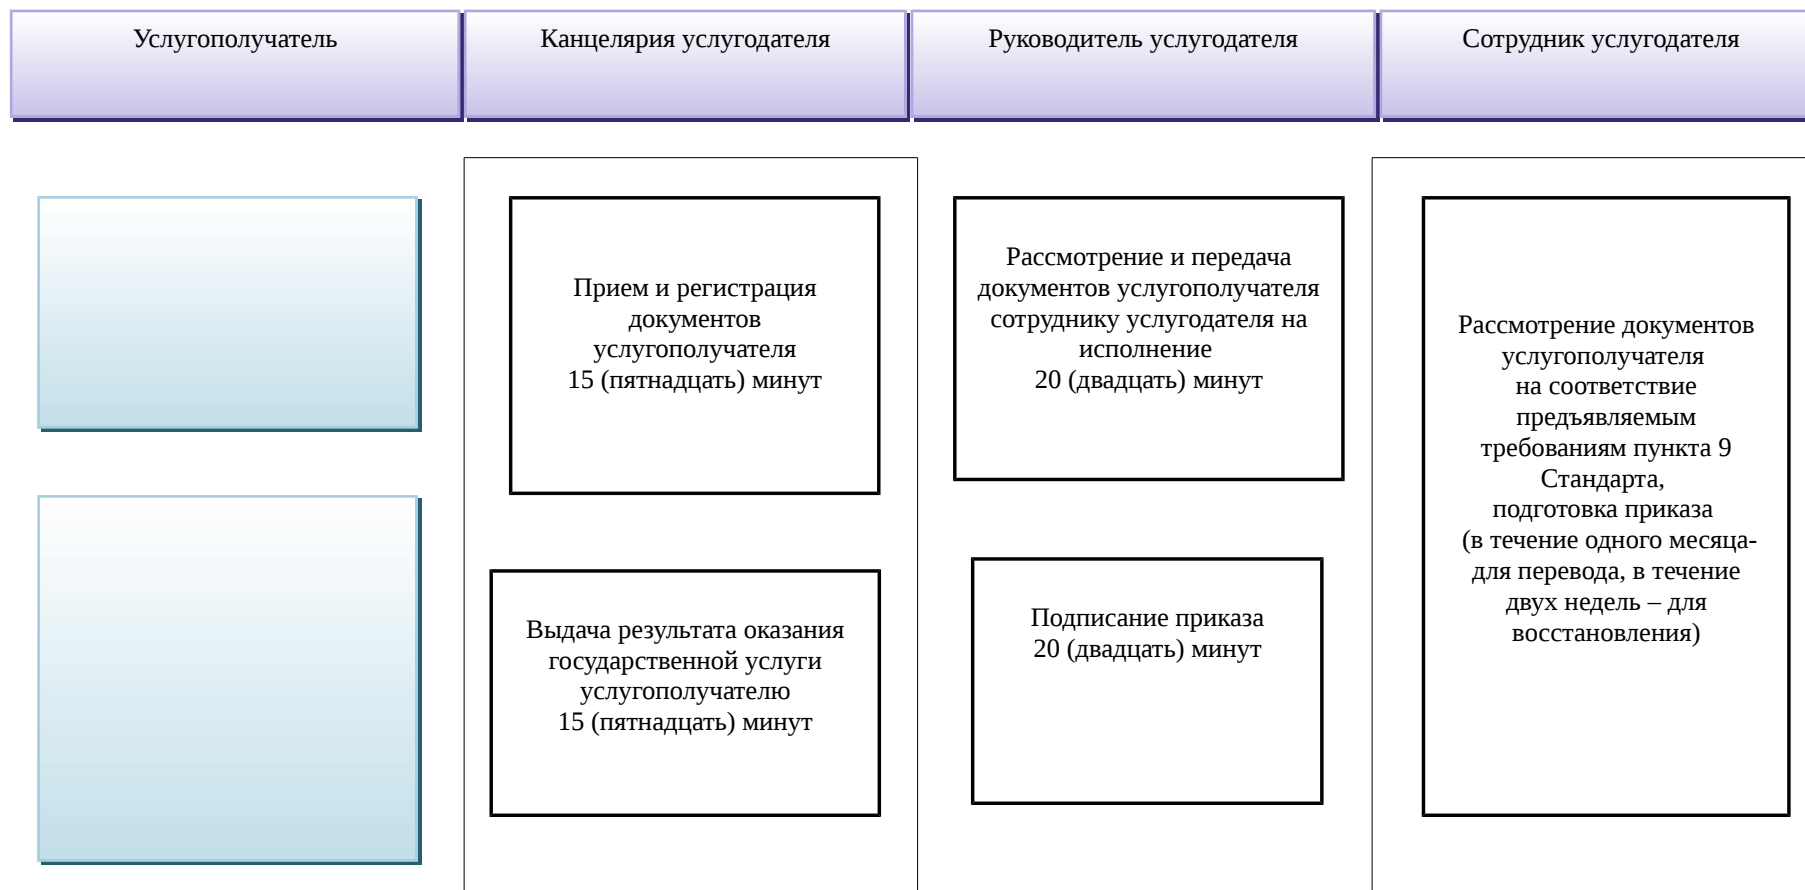 Услугополучатель
Канцелярия услугодателя
Руководитель услугодателя
Сотрудник услугодателя
Прием и регистрация
документов
услугополучателя
15 (пятнадцать) минут
Выдача результата оказания
государственной услуги
услугополучателю
15 (пятнадцать) минут
Рассмотрение и передача
документов услугополучателя
сотруднику услугодателя на
исполнение
20 (двадцать) минут
Подписание приказа
20 (двадцать) минут
Рассмотрение документов
услугополучателя
на соответствие
предъявляемым
требованиям пункта 9
Стандарта,
подготовка приказа
(в течение одного месяца-
для перевода, в течение
двух недель – для
восстановления)